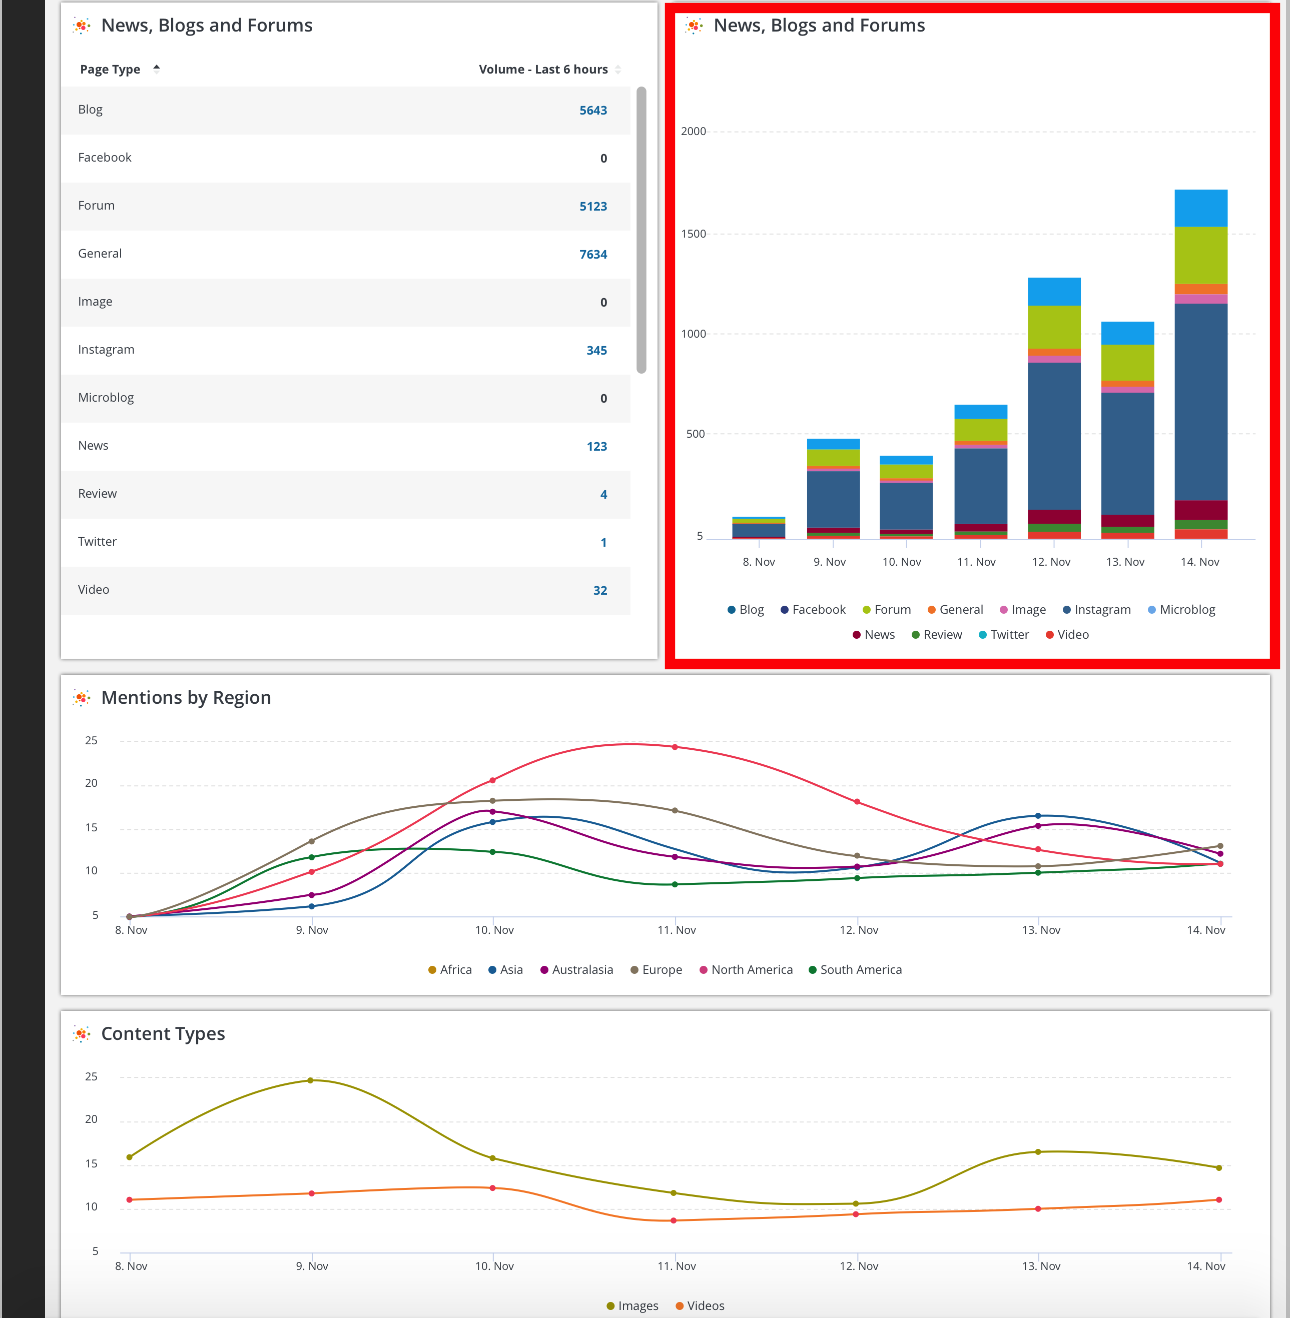 News, Blogs and Forums
Page Type Volume - Last 6 hours
Blog 5643
Facebook 0
Forum 5123
General 7634
Image 0
Instagram 345
Microblog 0
News 123
Review 4
Twitter 1
Video 32
News, Blogs and Forums
2000
1500
1000
500
5
8. Nov 9. Nov 10. Nov 11. Nov 12. Nov 13. Nov 14. Nov
Blog Facebook Forum General Image Instagram Microblog
News Review Twitter Video
Mentions by Region
25
20
15
10
5
8. Nov 9. Nov 10. Nov 11. Nov 12. Nov 13. Nov 14. Nov
Africa Asia Australasia Europe North America South America
Content Types
25
20
15
10
5
8. Nov 9. Nov 10. Nov 11. Nov 12. Nov 13. Nov 14. Nov
Images Videos